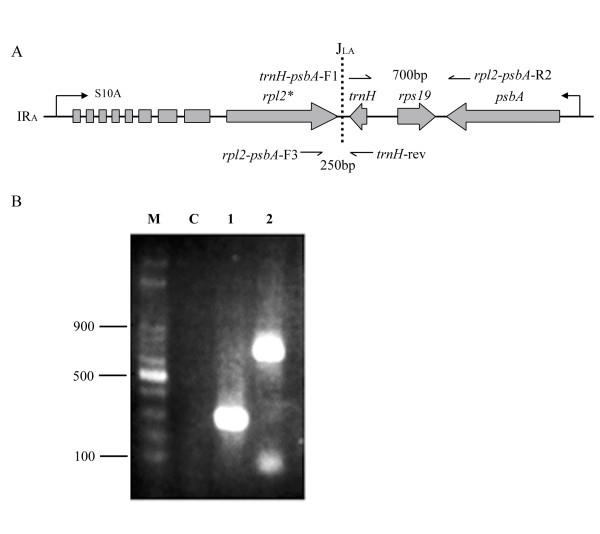 A
J LA
trnH-psbA-F1 700bp rpl2-psbA-R2
S10A rpl2* trnH rps19 psbA
IRA
rpl2-psbA-F3 trnH-rev
250bp
B
M C 1 2
900
500
100